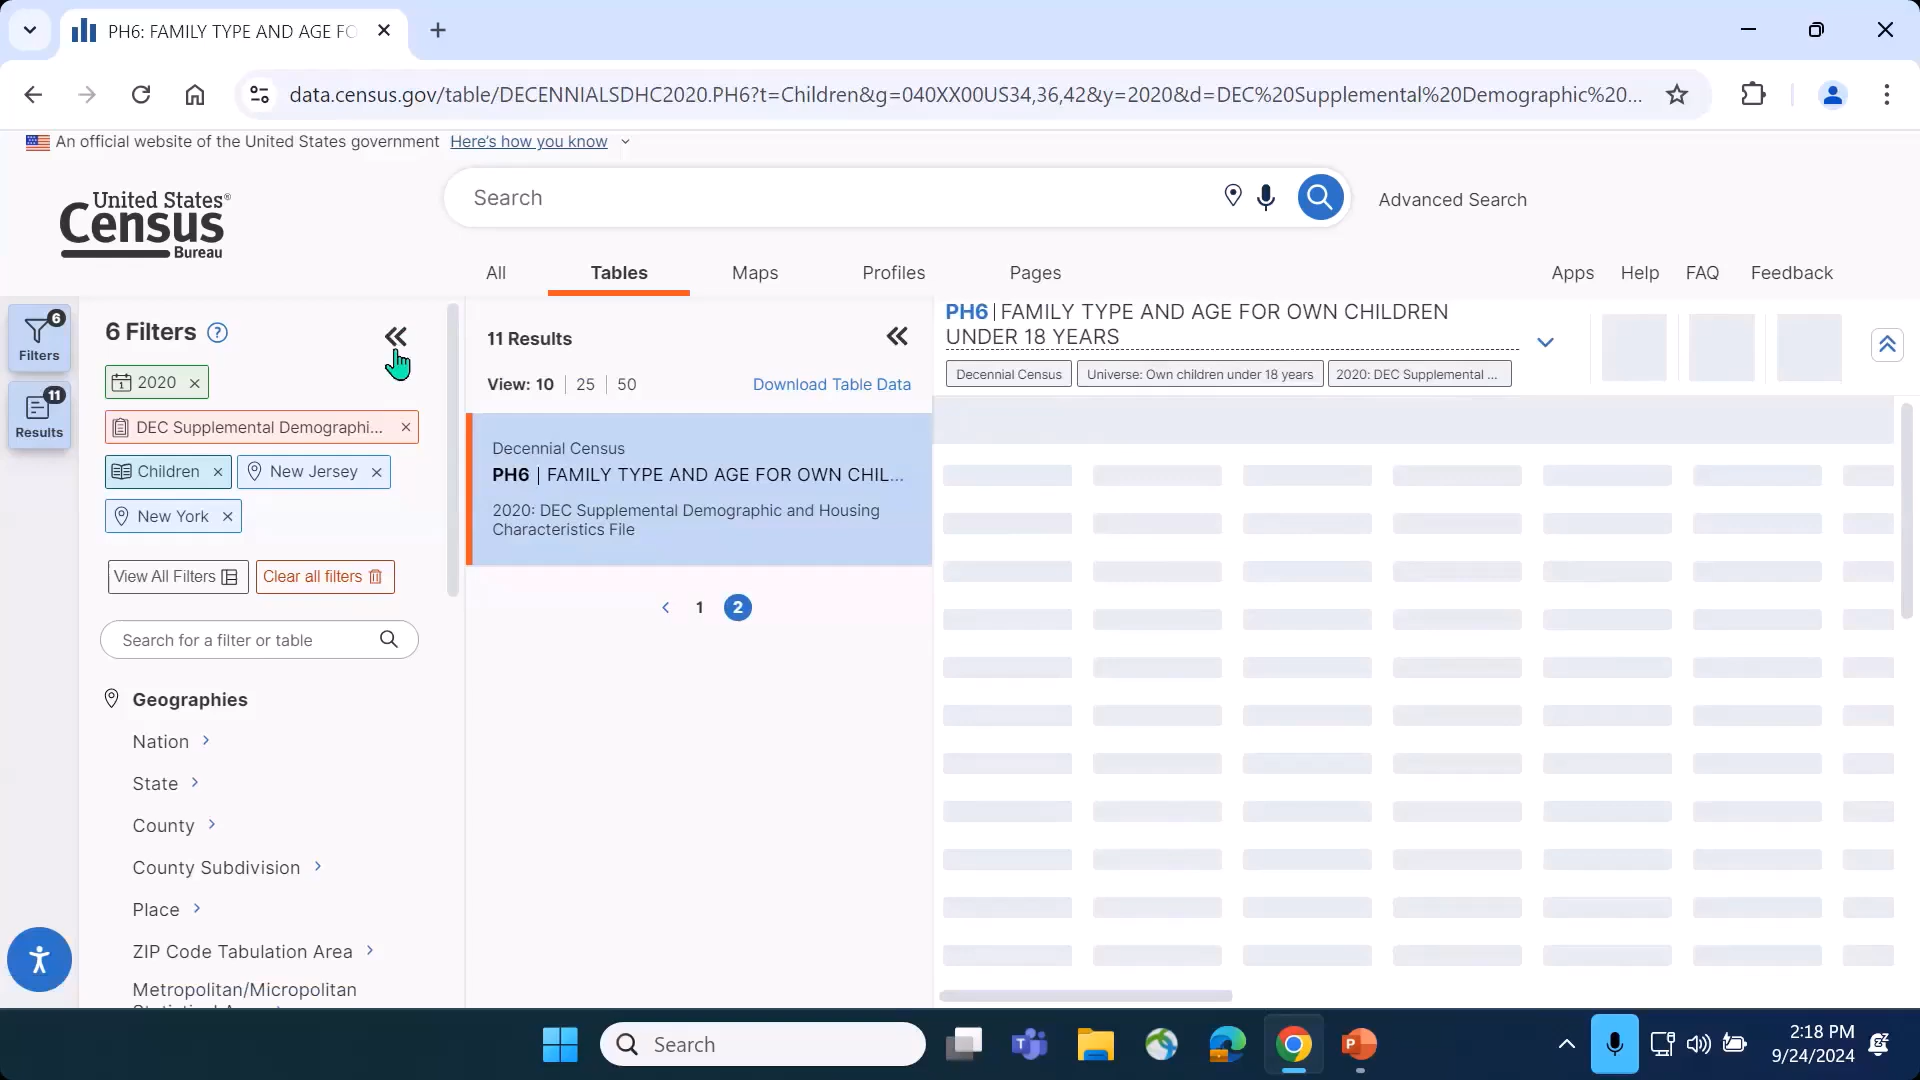 PH6: FAMILY TYPE AND AGE FO
data.census.gov/table/DECENNIALSDHC2020.PH6?t=Children&g=040XX00US34,36,42&y=2020&d=DEC%20Supplemental%20Demographic%20...
An official website of the United States government Here's how you know
United States®
Census
Bureau
Search
Advanced Search
All Tables Maps Profiles Pages
Apps Help FAQ Feedback
6
Filters
11
Results
6 Filters ?
2020
DEC Supplemental Demographi...
Children New Jersey
New York
View All Filters Clear all filters
Search for a filter or table
Geographies
Nation
State
County
County Subdivision
Place
ZIP Code Tabulation Area
Metropolitan/Micropolitan
11 Results
View: 10 25 50 Download Table Data
Decennial Census
PH6 | FAMILY TYPE AND AGE FOR OWN CHIL...
2020: DEC Supplemental Demographic and Housing
Characteristics File
1 2
PH6 | FAMILY TYPE AND AGE FOR OWN CHILDREN
UNDER 18 YEARS
Decennial Census Universe: Own children under 18 years 2020: DEC Supplemental ...
Search
2:18 PM
9/24/2024